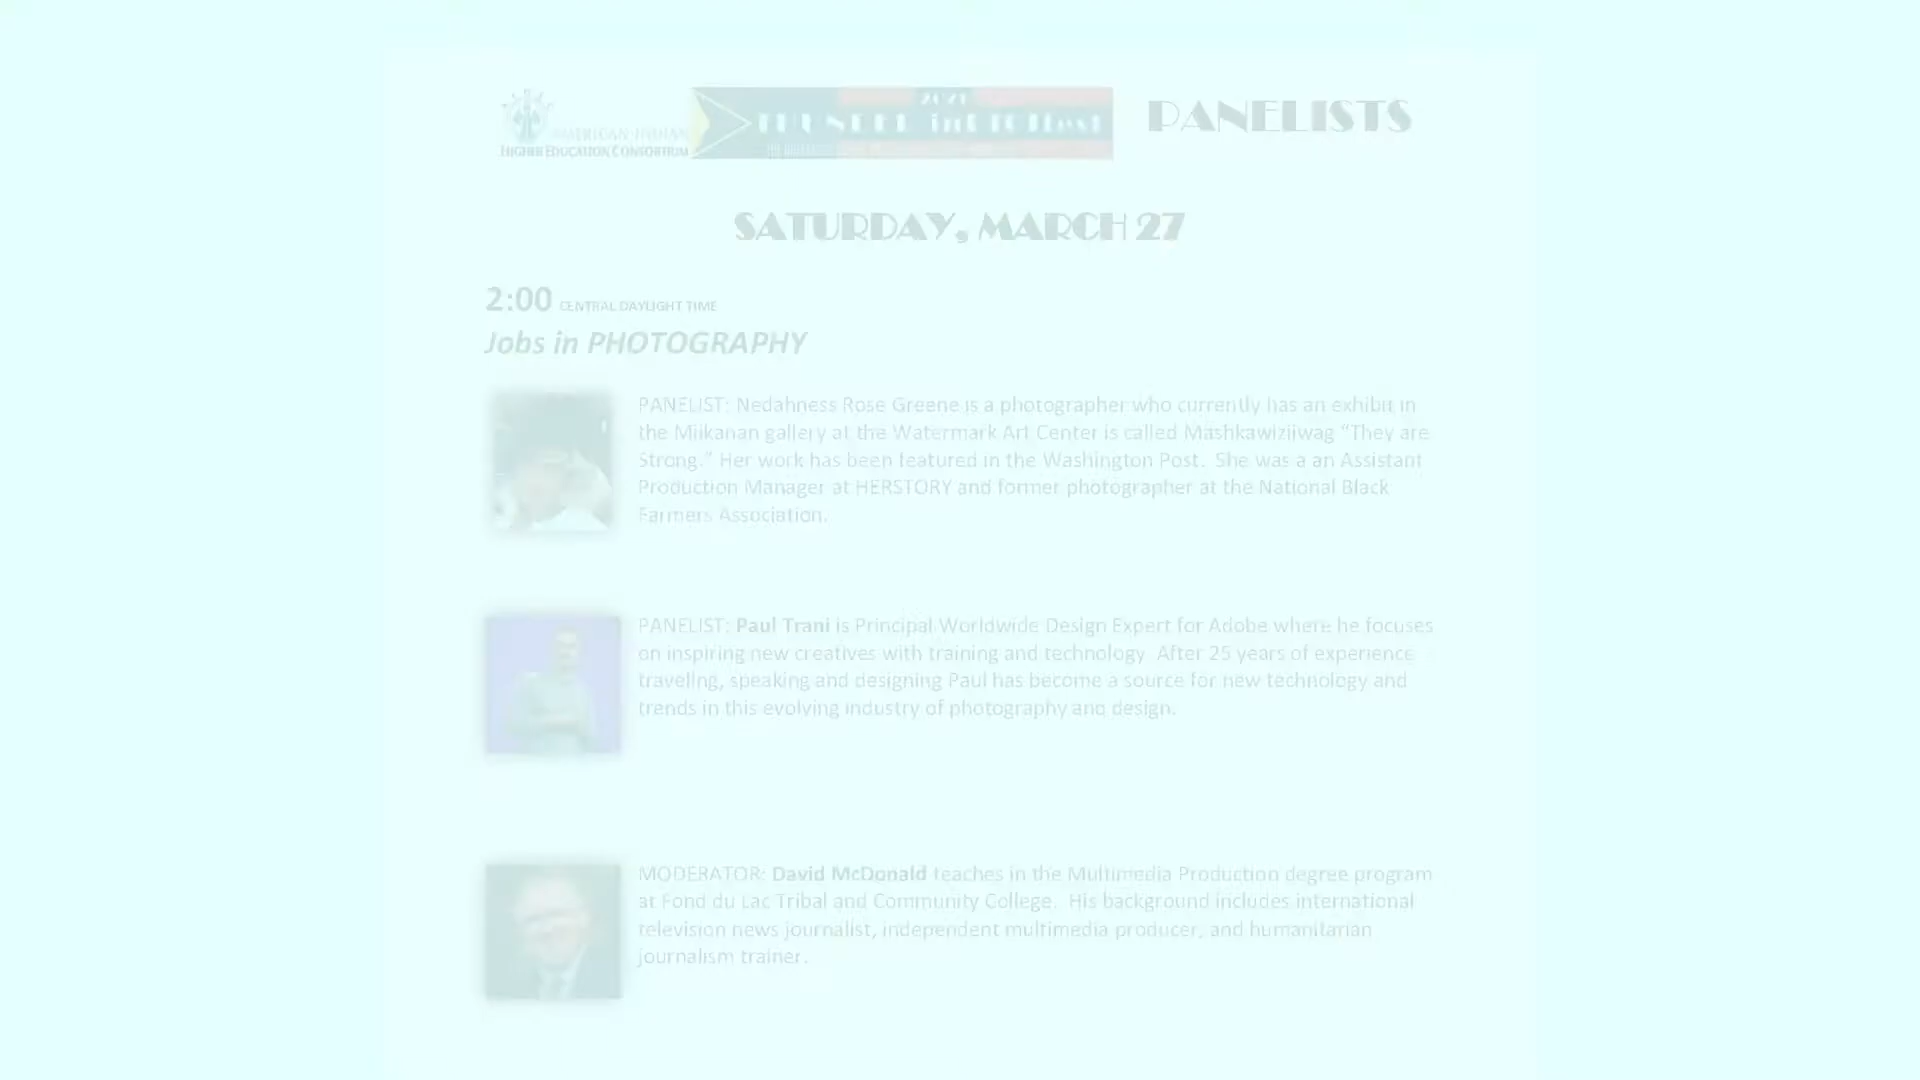 AMERICAN INDIAN
HIGHER EDUCATION CONSORTIUM
2021
PANELISTS
SATURDAY, MARCH 27
2:00 CENTRAL DAYLIGHT TIME
Jobs in PHOTOGRAPHY
PANELIST: Nedahness Rose Greene is a photographer who currently has an exhibit in
the Miikanan gallery at the Watermark Art Center is called Mashkawiziiwag “They are
Strong.” Her work has been featured in the Washington Post. She was a an Assistant
Production Manager at HERSTORY and former photographer at the National Black
Farmers Association.
PANELIST: Paul Trani is Principal Worldwide Design Expert for Adobe where he focuses
on inspiring new creatives with training and technology. After 25 years of experience
traveling, speaking and designing Paul has become a source for new technology and
trends in this evolving industry of photography and design.
MODERATOR: David McDonald teaches in the Multimedia Production degree program
at Fond du Lac Tribal and Community College. His background includes international
television news journalist, independent multimedia producer, and humanitarian
journalism trainer.